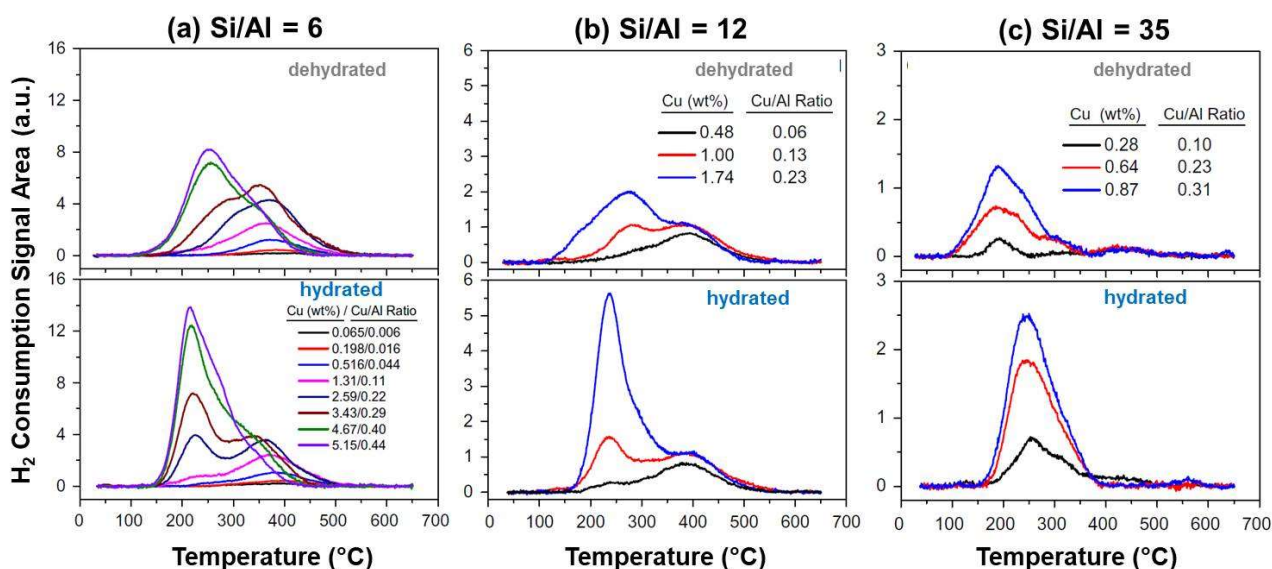 (a) Si/Al = 6
(b) Si/Al = 12
(c) Si/Al = 35
H₂ Consumption Signal Area (a.u.)
16
12
8
4
0
dehydrated
16
12
8
4
0
hydrated
Cu (wt%) / Cu/Al Ratio
0.065/0.006
0.198/0.016
0.516/0.044
1.31/0.11
2.59/0.22
3.43/0.29
4.67/0.40
5.15/0.44
0 100 200 300 400 500 600 700
Temperature (°C)
6
5
4
3
2
1
0
dehydrated
Cu (wt%) Cu/Al Ratio
0.48 0.06
1.00 0.13
1.74 0.23
6
5
4
3
2
1
0
hydrated
0 100 200 300 400 500 600 700
Temperature (°C)
3
2
1
0
dehydrated
Cu (wt%) Cu/Al Ratio
0.28 0.10
0.64 0.23
0.87 0.31
3
2
1
0
hydrated
0 100 200 300 400 500 600 700
Temperature (°C)